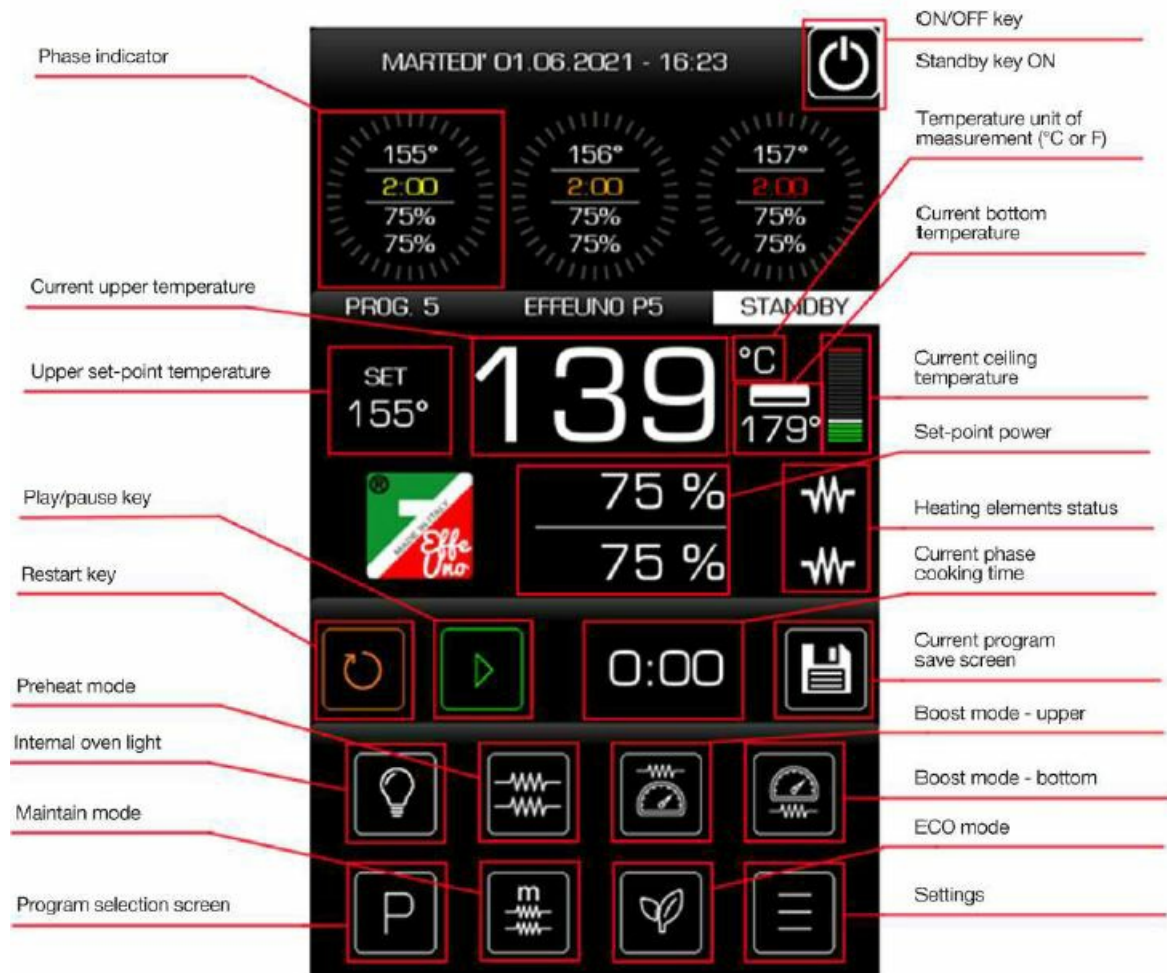 ON/OFF key
Phase indicator
MARTEDI' 01.06.2021 - 16:23
Standby key ON
Temperature unit of
measurement (°C or F)
155°
2:00
75%
75%
156°
2:00
75%
75%
157°
2:00
75%
75%
Current bottom
temperature
Current upper temperature
PROG. 5
EFFEUNO P5
STANDBY
Upper set-point temperature
SET
155°
139
°C
179°
Current ceiling
temperature
Set-point power
Play/pause key
®
MADE IN ITALY
Effe
Uno
75 %
75 %
Heating elements status
Current phase
cooking time
Restart key
0:00
Current program
save screen
Preheat mode
Boost mode - upper
Internal oven light
Boost mode - bottom
Maintain mode
ECO mode
Program selection screen
P
m
Settings